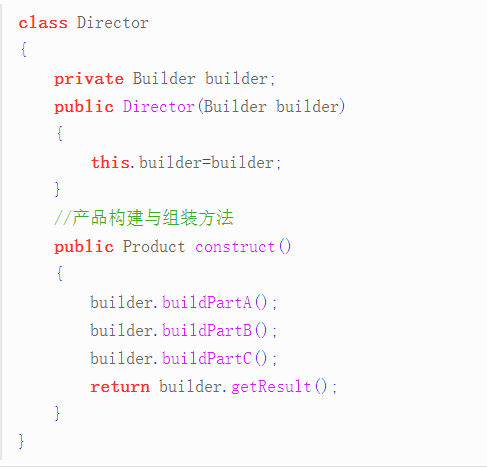 class Director
{
    private Builder builder;
    public Director(Builder builder)
    {
        this.builder=builder;
    }
    //产品构建与组装方法
    public Product construct()
    {
        builder.buildPartA();
        builder.buildPartB();
        builder.buildPartC();
        return builder.getResult();
    }
}